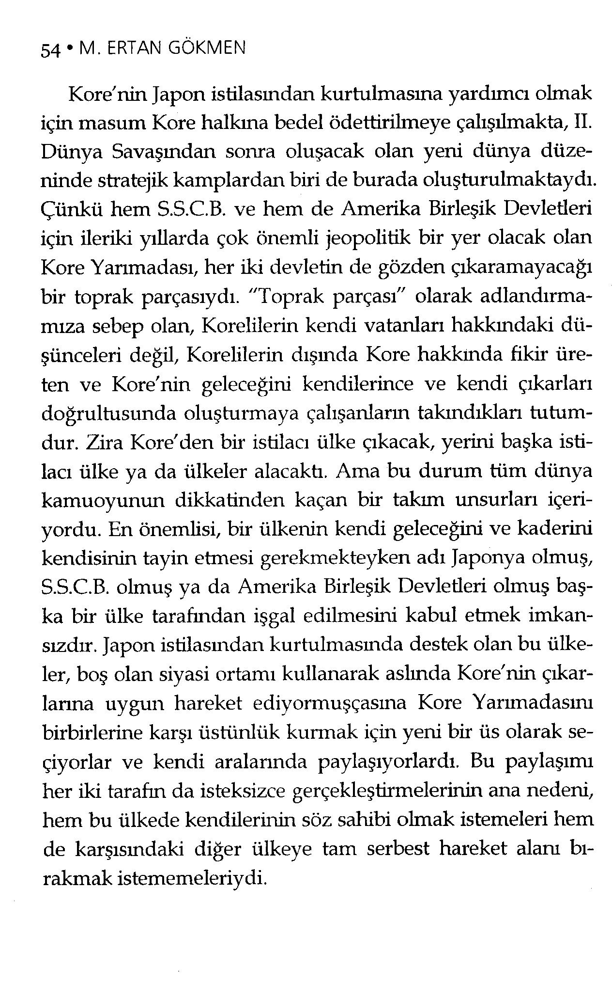 54 • M. ERTAN GÖKMEN
Kore'nin Japon istilasından kurtulmasına yardımcı olmak
için masum Kore halkına bedel ödettirilmeye çalışılmakta, II.
Dünya Savaşından sonra oluşacak olan yeni dünya düze-
ninde stratejik kamplardan biri de burada oluşturulmaktaydı.
Çünkü hem S.S.C.B. ve hem de Amerika Birleşik Devletleri
için ileriki yıllarda çok önemli jeopolitik bir yer olacak olan
Kore Yarımadası, her iki devletin de gözden çıkaramayacağı
bir toprak parçasıydı. "Toprak parçası" olarak adlandırma-
mıza sebep olan, Korelilerin kendi vatanları hakkındaki dü-
şünceleri değil, Korelilerin dışında Kore hakkında fikir üre-
ten ve Kore'nin geleceğini kendilerince ve kendi çıkarları
doğrultusunda oluşturmaya çalışanların takındıkları tutum-
dur. Zira Kore'den bir istilacı ülke çıkacak, yerini başka isti-
lacı ülke ya da ülkeler alacaktı. Ama bu durum tüm dünya
kamuoyunun dikkatinden kaçan bir takım unsurları içeri-
yordu. En önemlisi, bir ülkenin kendi geleceğini ve kaderini
kendisinin tayin etmesi gerekmekteyken adı Japonya olmuş,
S.S.C.B. olmuş ya da Amerika Birleşik Devletleri olmuş baş-
ka bir ülke tarafından işgal edilmesini kabul etmek imkan-
sızdır. Japon istilasından kurtulmasında destek olan bu ülke-
ler, boş olan siyasi ortamı kullanarak aslında Kore'nin çıkar-
larına uygun hareket ediyormuşçasına Kore Yarımadasını
birbirlerine karşı üstünlük kurmak için yeni bir üs olarak se-
çiyorlar ve kendi aralarında paylaşıyorlardı. Bu paylaşımı
her iki tarafın da isteksizce gerçekleştirmelerinin ana nedeni,
hem bu ülkede kendilerinin söz sahibi olmak istemeleri hem
de karşısındaki diğer ülkeye tam serbest hareket alanı bı-
rakmak istememeleriydi.